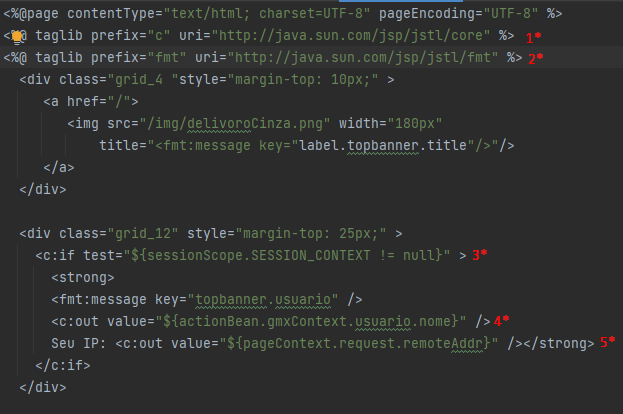 <%@page contentType="text/html; charset=UTF-8" pageEncoding="UTF-8" %>
<%@ taglib prefix="c" uri="http://java.sun.com/jsp/jstl/core" %> 1*
<%@ taglib prefix="fmt" uri="http://java.sun.com/jsp/jstl/fmt" %> 2*
<div class="grid_4 "style="margin-top: 10px;" >
<a href="/">
<img src="/img/delivoroCinza.png" width="180px"
title="<fmt:message key="label.topbanner.title"/>"/>
</a>
</div>
<div class="grid_12" style="margin-top: 25px;" >
<c:if test="${sessionScope.SESSION_CONTEXT != null}" > 3*
<strong>
<fmt:message key="topbanner.usuario" />
<c:out value="${actionBean.gmxContext.usuario.nome}" /> 4*
Seu IP: <c:out value="${pageContext.request.remoteAddr}" /></strong> 5*
</c:if>
</div>